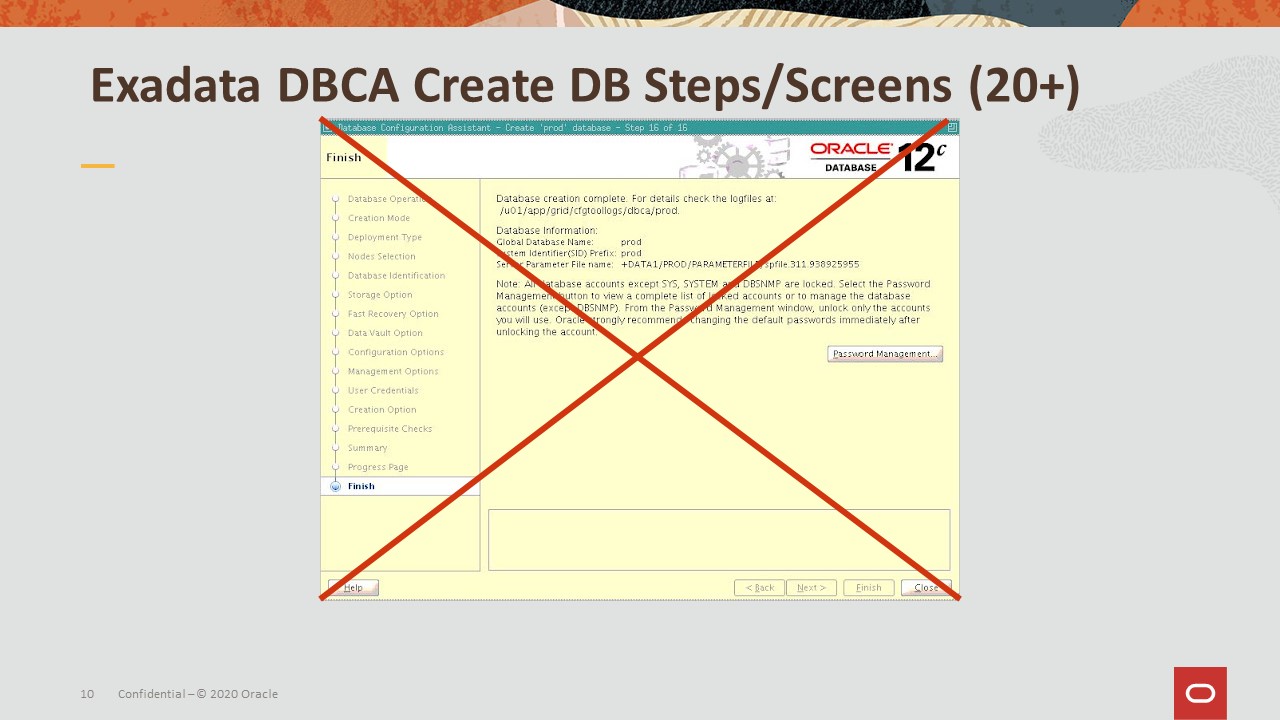 Exadata DBCA Create DB Steps/Screens (20+)
Database Configuration Assistant - Create 'prod' database - Step 16 of 16
Finish
ORACLE
DATABASE
12c
Database Operation
Creation Mode
Deployment Type
Nodes Selection
Database Identification
Storage Option
Fast Recovery Option
Data Vault Option
Configuration Options
Management Options
User Credentials
Creation Option
Prerequisite Checks
Summary
Progress Page
Finish
Database creation complete. For details check the logfiles at:
/u01/app/grid/cfgtoollogs/dbca/prod.
Database Information:
Global Database Name: prod
System Identifier(SID) Prefix: prod
Server Parameter File name: +DATA1/PROD/PARAMETERFILE/spfile.311.938925955
Note: All database accounts except SYS, SYSTEM and DBSNMP are locked. Select the Password
Management button to view a complete list of locked accounts or to manage the database
accounts (except DBSNMP). From the Password Management window, unlock only the accounts
you will use. Oracle strongly recommends changing the default passwords immediately after
unlocking the account.
Password Management...
Help
< Back
Next >
Finish
Close
10 Confidential – © 2020 Oracle